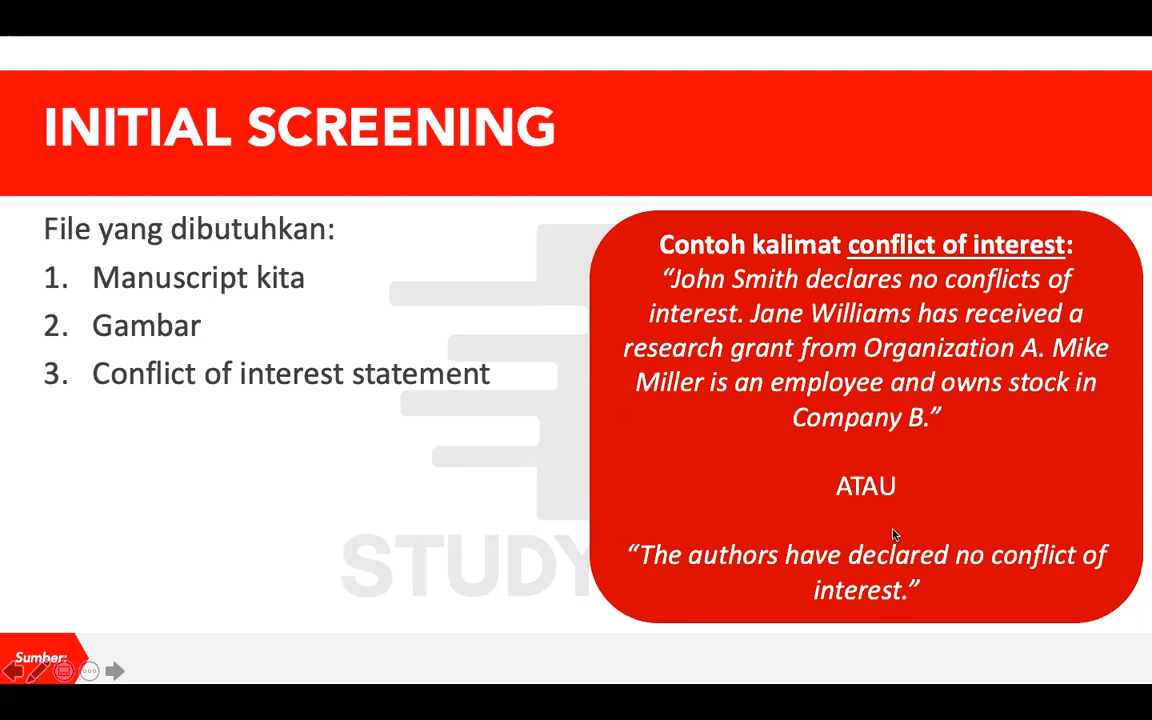 INITIAL SCREENING
File yang dibutuhkan:
1. Manuscript kita
2. Gambar
3. Conflict of interest statement
Contoh kalimat conflict of interest:
“John Smith declares no conflicts of
interest. Jane Williams has received a
research grant from Organization A. Mike
Miller is an employee and owns stock in
Company B.”
ATAU
“The authors have declared no conflict of
interest.”
STUDY
Sumber: